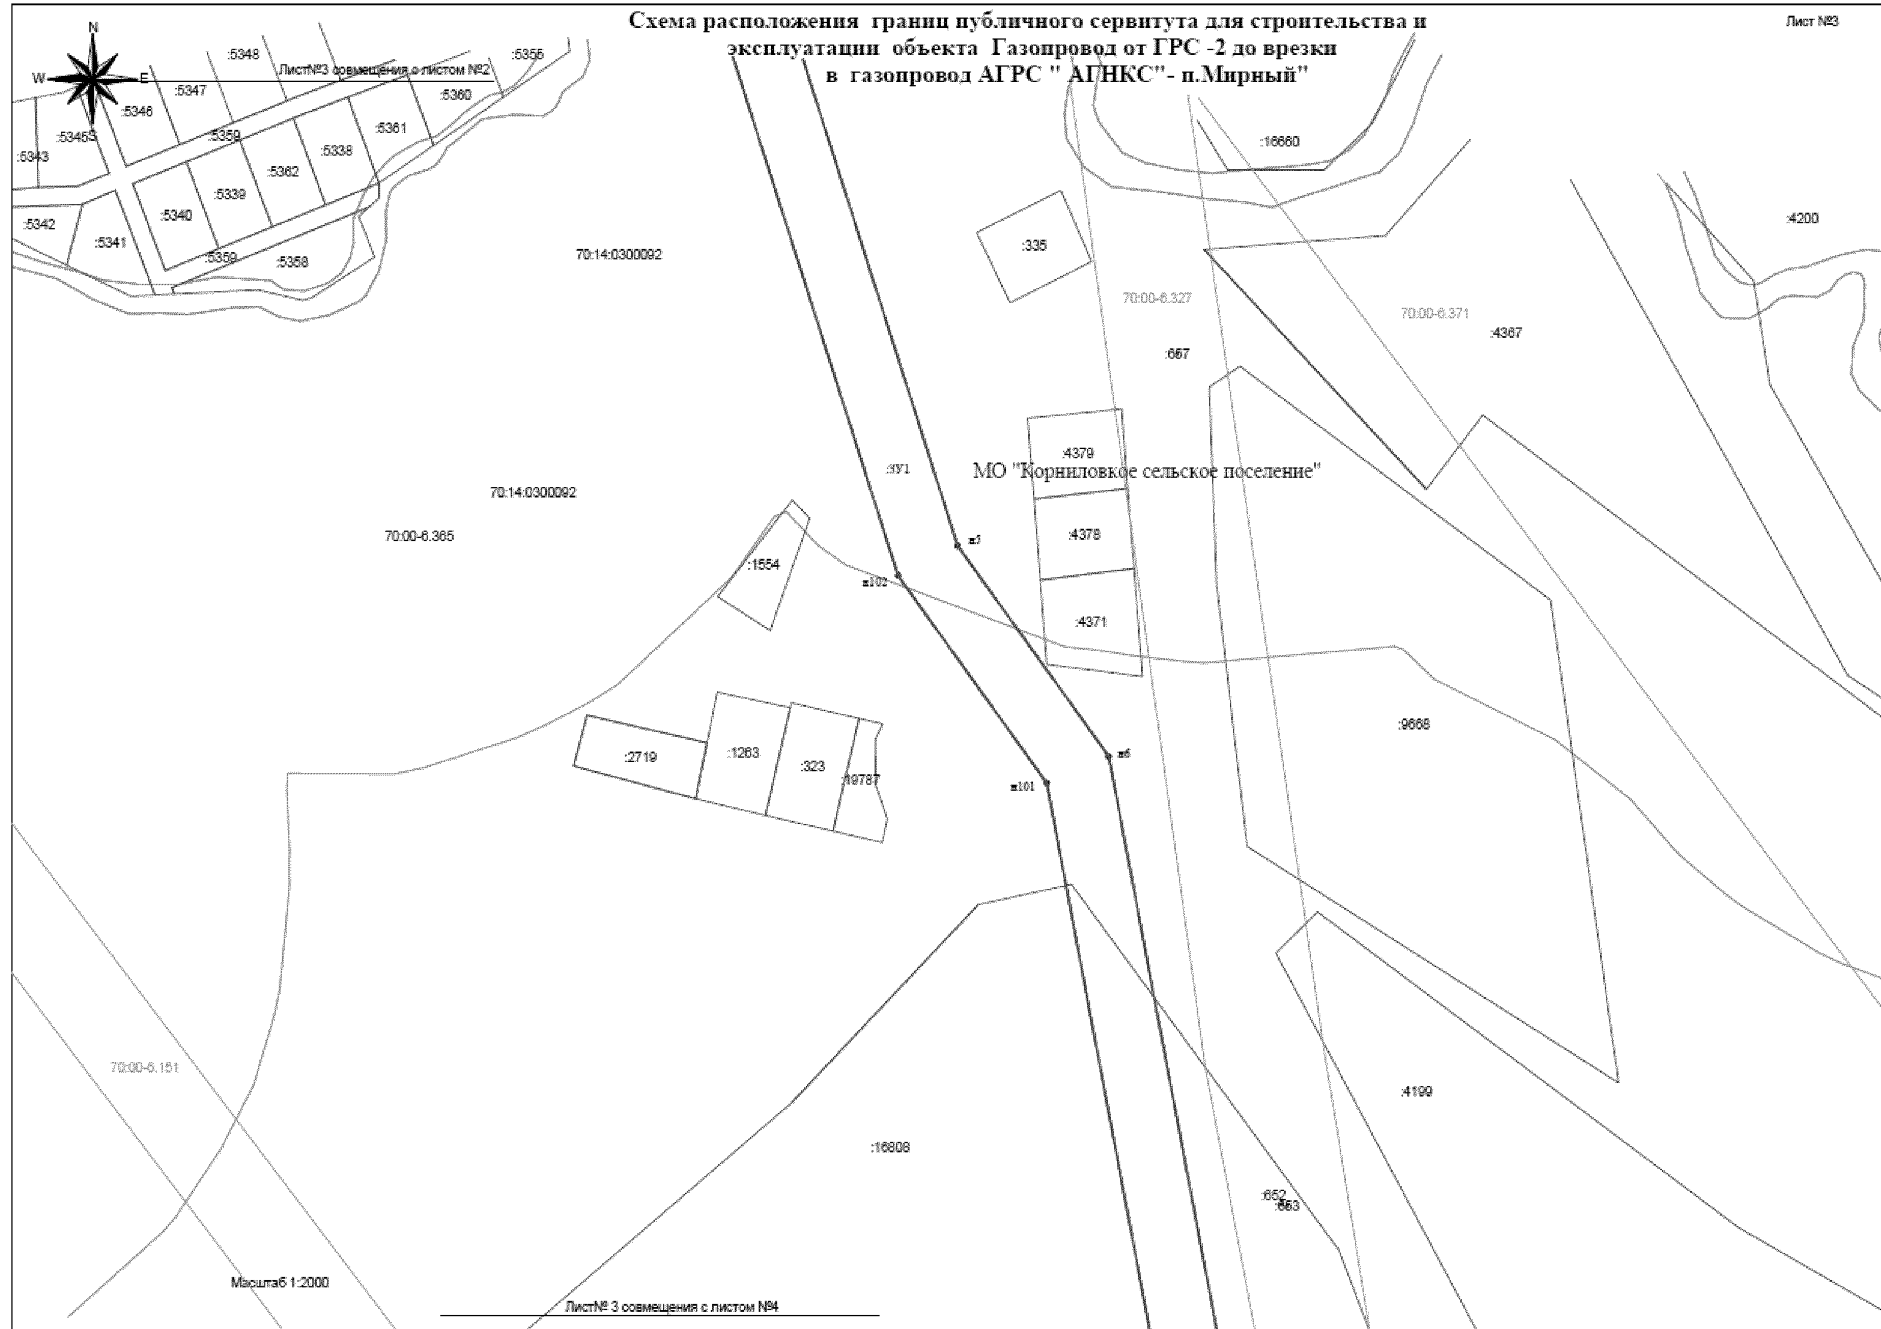 Схема расположения границ публичного сервитута для строительства и
эксплуатации объекта Газопровод от ГРС -2 до врезки
в газопровод АГРС " АГНКС"- п.Мирный"
Лист №3
N
W
E
S
Лист№3 совмещения с листом №2
:5348
:5355
:5347
:5360
:5346
:5361
:5345
:5359
:5338
:5343
:5362
:5339
:5340
:5342
:5341
:5359
:5358
:16660
:4200
:335
70:14:0300092
70:00-6.327
70:00-6.371
:4367
:657
:4379
:ЗУ1
МО "Корниловкое сельское поселение"
70:14:0300092
70:00-6.365
:4378
н5
:1554
н102
:4371
:9668
:2719
:1263
:323
:19787
н6
н101
70:00-6.151
:4199
:16808
:652
:653
Масштаб 1:2000
Лист№ 3 совмещения с листом №4